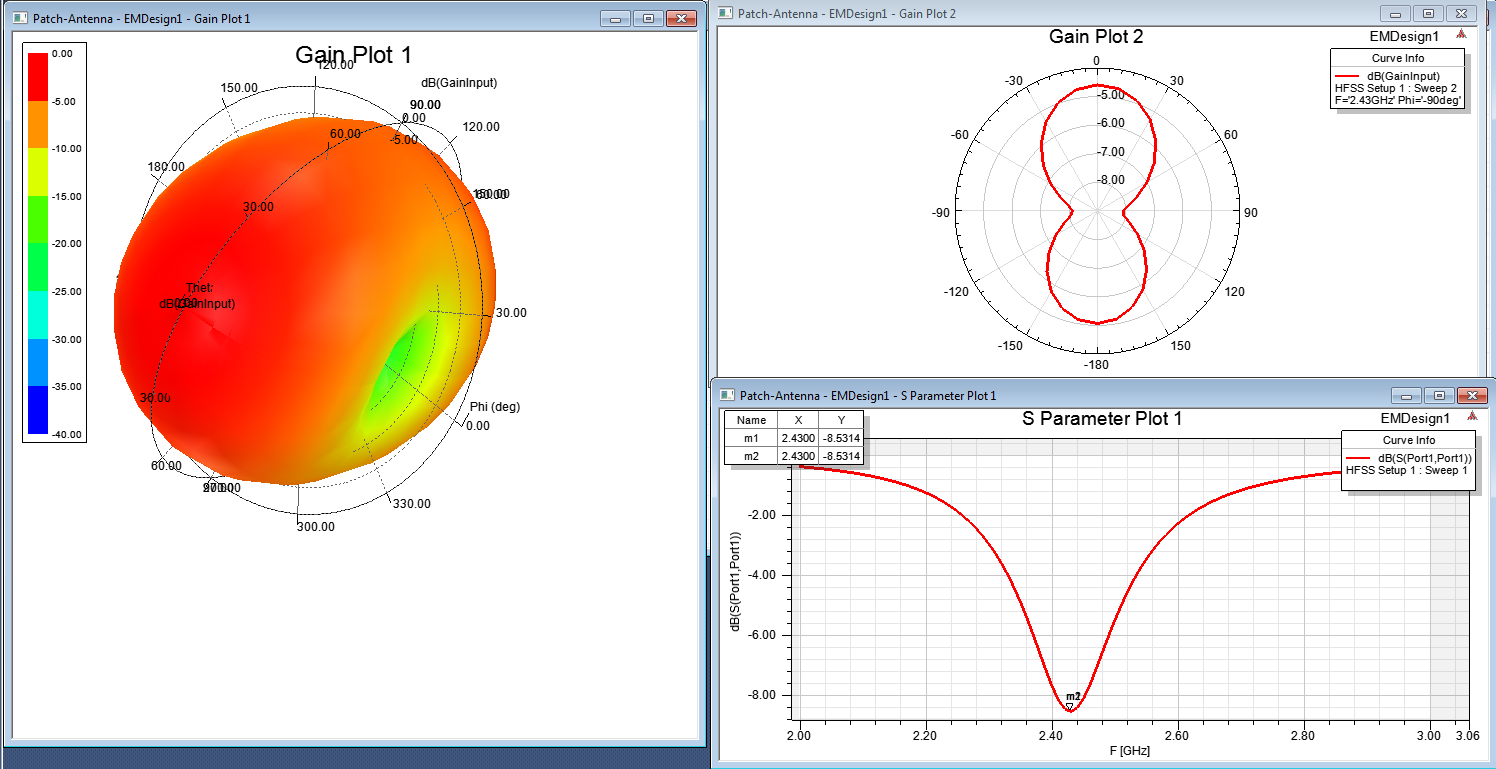 Patch-Antenna - EMDesign1 - Gain Plot 1
Gain Plot 1
0.00
-5.00
-10.00
-15.00
-20.00
-25.00
-30.00
-35.00
-40.00
120.00
150.00
dB(GainInput)
90.00
0.00
120.00
60.00
-5.00
180.00
60.00
30.00
dB(GainInput)
30.00
30.00
Phi (deg)
0.00
60.00
330.00
300.00
Patch-Antenna - EMDesign1 - Gain Plot 2
Gain Plot 2
EMDesign1
Curve Info
dB(GainInput)
HFSS Setup 1 : Sweep 2
F='2.43GHz' Phi='-90deg'
0
-30
30
-5.00
-60
-6.00
60
-7.00
-8.00
-90
90
-120
120
-150
150
-180
Patch-Antenna - EMDesign1 - S Parameter Plot 1
S Parameter Plot 1
EMDesign1
Name X Y
m1 2.4300 -8.5314
m2 2.4300 -8.5314
Curve Info
dB(S(Port1,Port1))
HFSS Setup 1 : Sweep 1
dB(S(Port1,Port1))
-2.00
-4.00
-6.00
-8.00
m2
2.00 2.20 2.40 2.60 2.80 3.00 3.06
F [GHz]